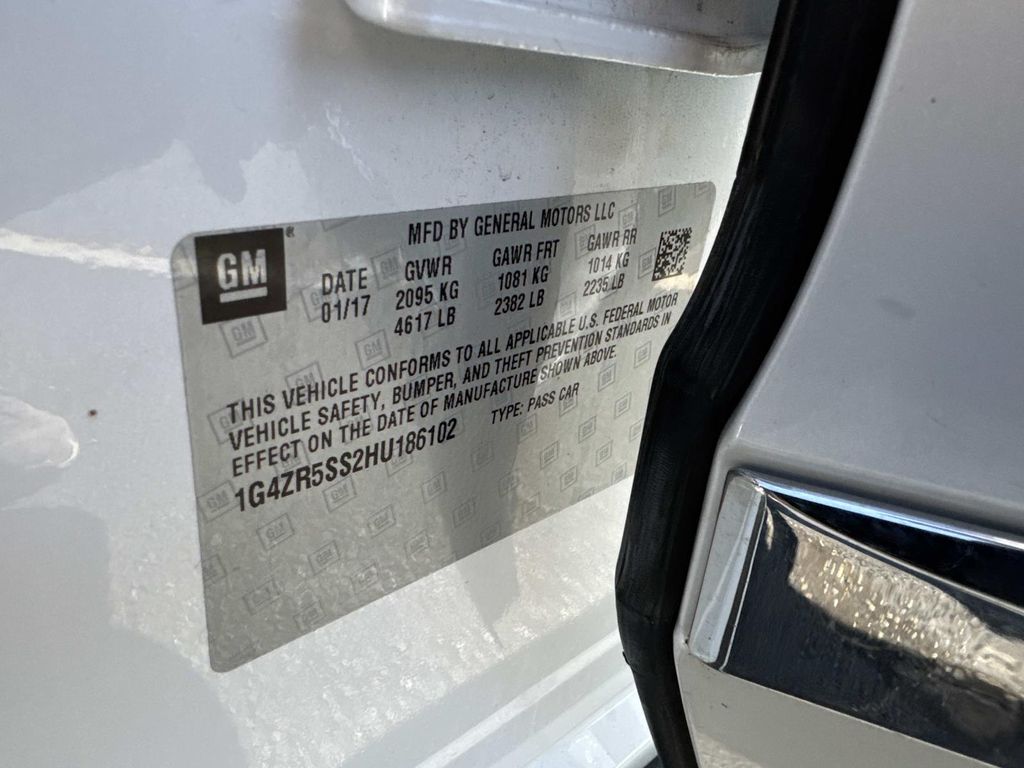 GM
MFD BY GENERAL MOTORS LLC
DATE GVWR GAWR FRT GAWR RR
01/17 2095 KG 1081 KG 1014 KG
4617 LB 2382 LB 2235 LB
THIS VEHICLE CONFORMS TO ALL APPLICABLE U.S. FEDERAL MOTOR
VEHICLE SAFETY, BUMPER, AND THEFT PREVENTION STANDARDS IN
EFFECT ON THE DATE OF MANUFACTURE SHOWN ABOVE.
1G4ZR5SS2HU186102 TYPE: PASS CAR